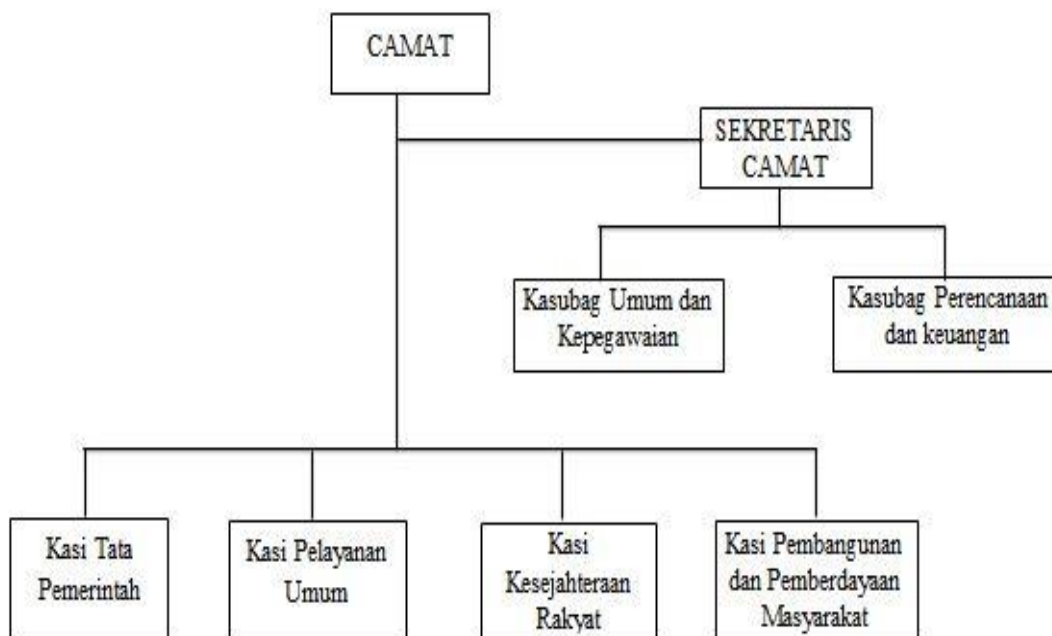 CAMAT
SEKRETARIS
CAMAT
Kasubag Umum dan
Kepegawaian
Kasubag Perencanaan
dan keuangan
Kasi Tata
Pemerintah
Kasi Pelayanan
Umum
Kasi
Kesejahteraan
Rakyat
Kasi Pembangunan
dan Pemberdayaan
Masyarakat